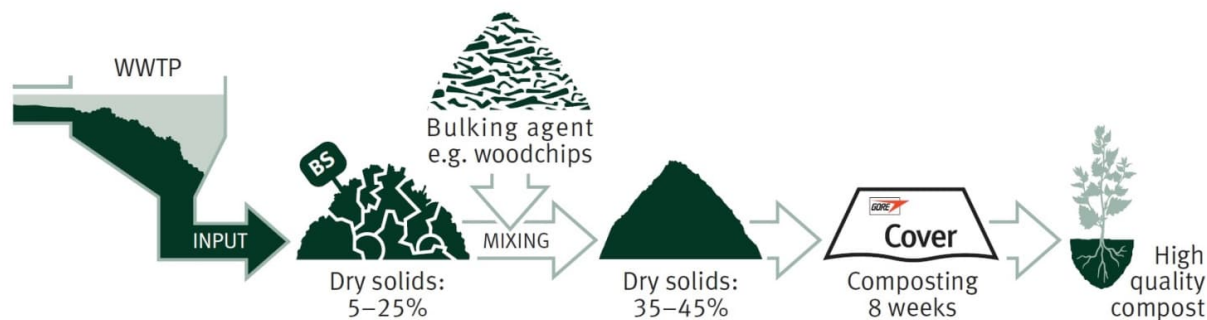 WWTP
INPUT
BS
Dry solids:
5–25%
Bulking agent
e.g. woodchips
MIXING
Dry solids:
35–45%
GORE
Cover
Composting
8 weeks
High
quality
compost